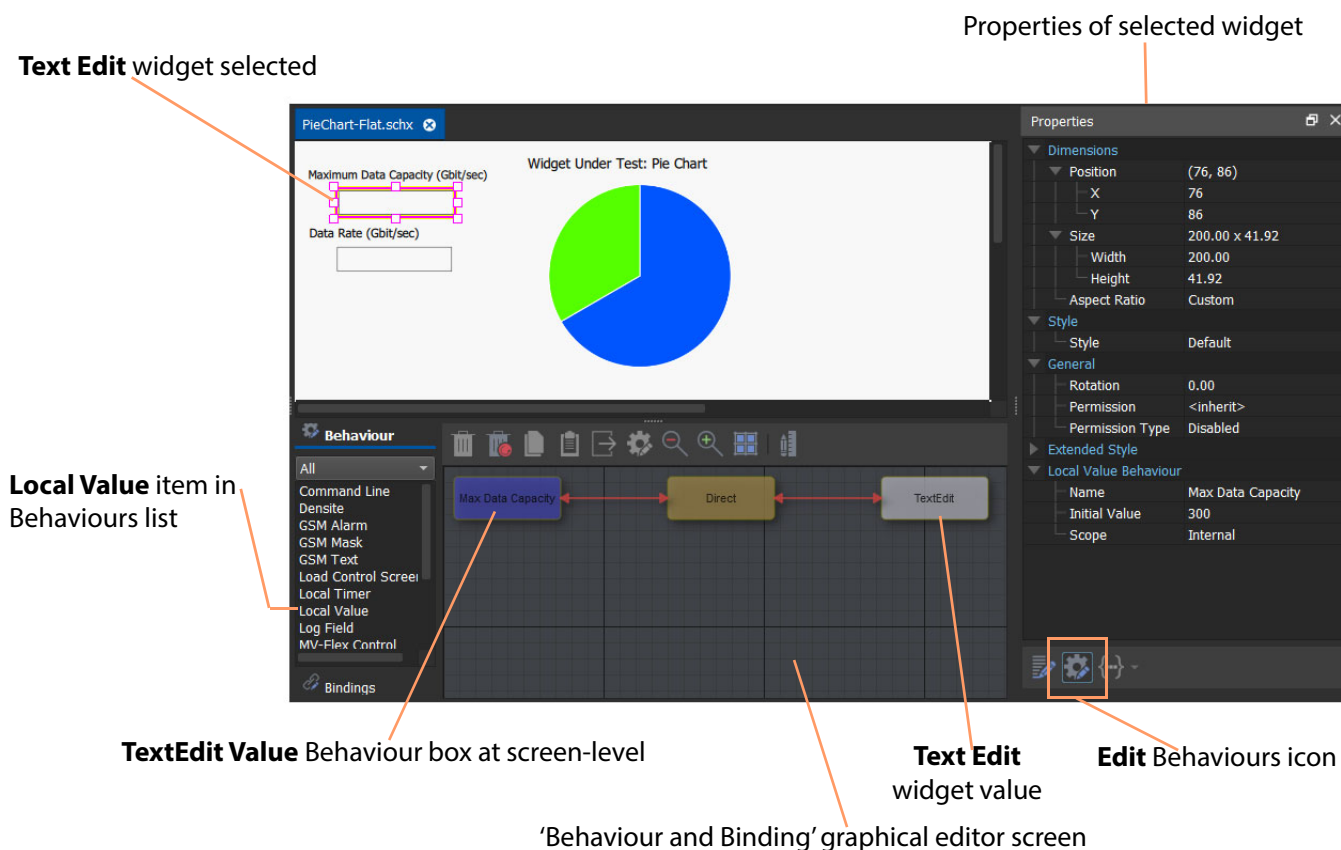 Properties of selected widget
Text Edit widget selected
PieChart-Flat.schx
Properties
Widget Under Test: Pie Chart
Maximum Data Capacity (Gbit/sec)
Data Rate (Gbit/sec)
Dimensions
Position (76, 86)
X 76
Y 86
Size 200.00 x 41.92
Width 200.00
Height 41.92
Aspect Ratio Custom
Style
Style Default
General
Rotation 0.00
Permission <inherit>
Permission Type Disabled
Extended Style
Local Value Behaviour
Name Max Data Capacity
Initial Value 300
Scope Internal
Behaviour
All
Command Line
Densite
GSM Alarm
GSM Mask
GSM Text
Load Control Screen
Local Timer
Local Value
Log Field
MV-Flex Control
Bindings
Max Data Capacity
Direct
TextEdit
Local Value item in
Behaviours list
TextEdit Value Behaviour box at screen-level
Text Edit
widget value
Edit Behaviours icon
'Behaviour and Binding' graphical editor screen